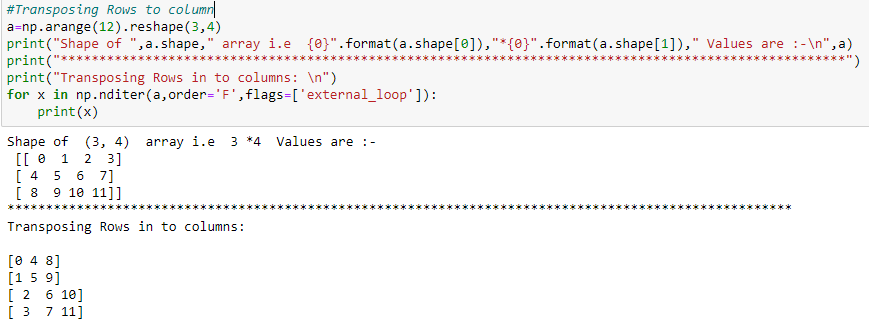 #Transposing Rows to column
a=np.arange(12).reshape(3,4)
print("Shape of ",a.shape," array i.e  {0}".format(a.shape[0]),"*{0}".format(a.shape[1])," Values are :-\n",a)
print("******************************************************************************************************")
print("Transposing Rows in to columns: \n")
for x in np.nditer(a,order='F',flags=['external_loop']):
    print(x)
Shape of  (3, 4)  array i.e  3 *4  Values are :-
 [[ 0  1  2  3]
 [ 4  5  6  7]
 [ 8  9 10 11]]
******************************************************************************************************
Transposing Rows in to columns:
[0 4 8]
[1 5 9]
[ 2  6 10]
[ 3  7 11]